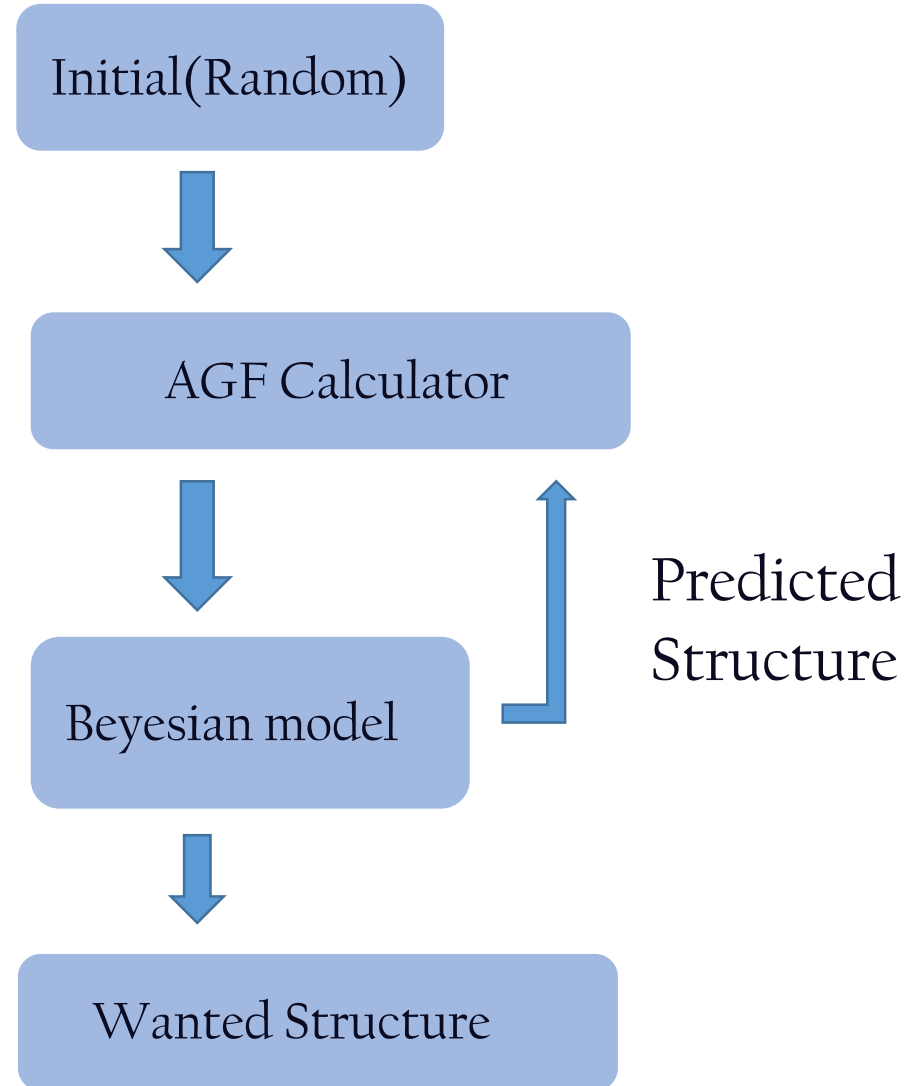 Initial(Random)
AGF Calculator
Predicted
Structure
Beyesian model
Wanted Structure